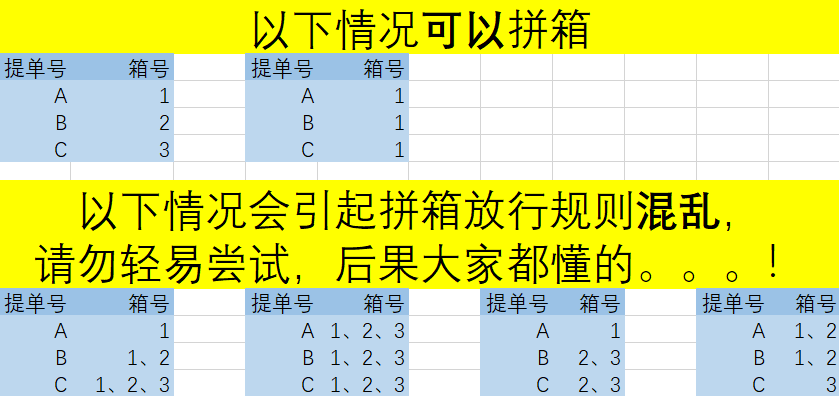 以下情况可以拼箱
提单号 箱号 提单号 箱号
A 1 A 1
B 2 B 1
C 3 C 1
以下情况会引起拼箱放行规则混乱，
请勿轻易尝试，后果大家都懂的。。。！
提单号 箱号 提单号 箱号 提单号 箱号 提单号 箱号
A 1 A 1、2、3 A 1 A 1、2
B 1、2 B 1、2、3 B 2、3 B 1、2
C 1、2、3 C 1、2、3 C 2、3 C 3